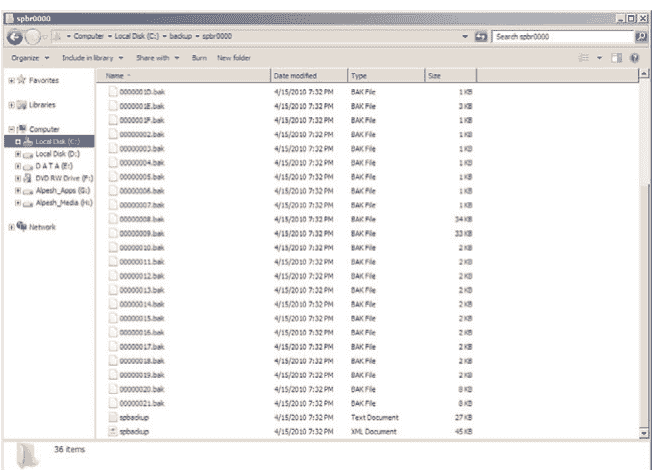 spbr0000
Computer Local Disk (C:) backup spbr0000 Search spbr0000
Organize Include in library Share with Burn New folder
Name Date modified Type Size
Favorites
Libraries
Computer
Local Disk (C:)
Local Disk (D:)
D A T A (E:)
DVD RW Drive (F:)
Alpesh_Apps (G:)
Alpesh_Media (H:)
Network
0000001D.bak 4/15/2010 7:32 PM BAK File 1 KB
0000001E.bak 4/15/2010 7:32 PM BAK File 3 KB
0000001F.bak 4/15/2010 7:32 PM BAK File 1 KB
00000002.bak 4/15/2010 7:32 PM BAK File 1 KB
00000003.bak 4/15/2010 7:32 PM BAK File 1 KB
00000004.bak 4/15/2010 7:32 PM BAK File 1 KB
00000005.bak 4/15/2010 7:32 PM BAK File 1 KB
00000006.bak 4/15/2010 7:32 PM BAK File 1 KB
00000007.bak 4/15/2010 7:32 PM BAK File 1 KB
00000008.bak 4/15/2010 7:32 PM BAK File 34 KB
00000009.bak 4/15/2010 7:32 PM BAK File 33 KB
00000010.bak 4/15/2010 7:32 PM BAK File 2 KB
00000011.bak 4/15/2010 7:32 PM BAK File 2 KB
00000012.bak 4/15/2010 7:32 PM BAK File 2 KB
00000013.bak 4/15/2010 7:32 PM BAK File 2 KB
00000014.bak 4/15/2010 7:32 PM BAK File 2 KB
00000015.bak 4/15/2010 7:32 PM BAK File 2 KB
00000016.bak 4/15/2010 7:32 PM BAK File 2 KB
00000017.bak 4/15/2010 7:32 PM BAK File 2 KB
00000018.bak 4/15/2010 7:32 PM BAK File 2 KB
00000019.bak 4/15/2010 7:32 PM BAK File 2 KB
00000020.bak 4/15/2010 7:32 PM BAK File 8 KB
00000021.bak 4/15/2010 7:32 PM BAK File 8 KB
spbackup 4/15/2010 7:32 PM Text Document 27 KB
spbackup 4/15/2010 7:32 PM XML Document 45 KB
36 items